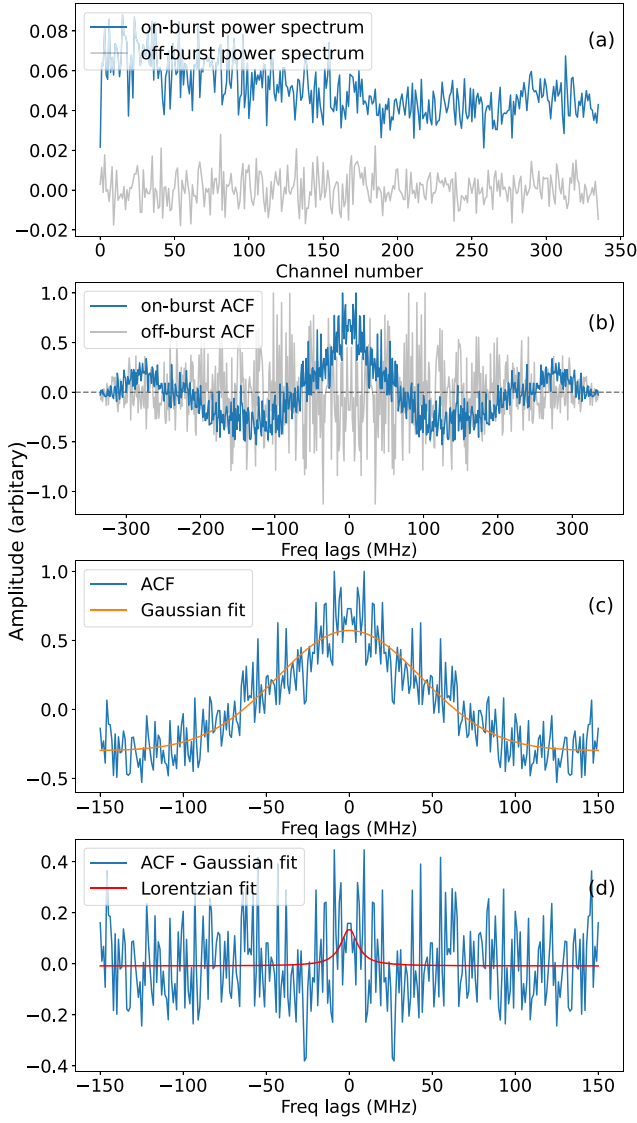 0.08
0.06
0.04
0.02
0.00
−0.02
on-burst power spectrum
off-burst power spectrum
(a)
0 50 100 150 200 250 300 350
Channel number
1.0
0.5
0.0
−0.5
−1.0
on-burst ACF
off-burst ACF
(b)
−300 −200 −100 0 100 200 300
Freq lags (MHz)
Amplitude (arbitary)
1.0
0.5
0.0
−0.5
ACF
Gaussian fit
(c)
−150 −100 −50 0 50 100 150
Freq lags (MHz)
0.4
0.2
0.0
−0.2
−0.4
ACF - Gaussian fit
Lorentzian fit
(d)
−150 −100 −50 0 50 100 150
Freq lags (MHz)